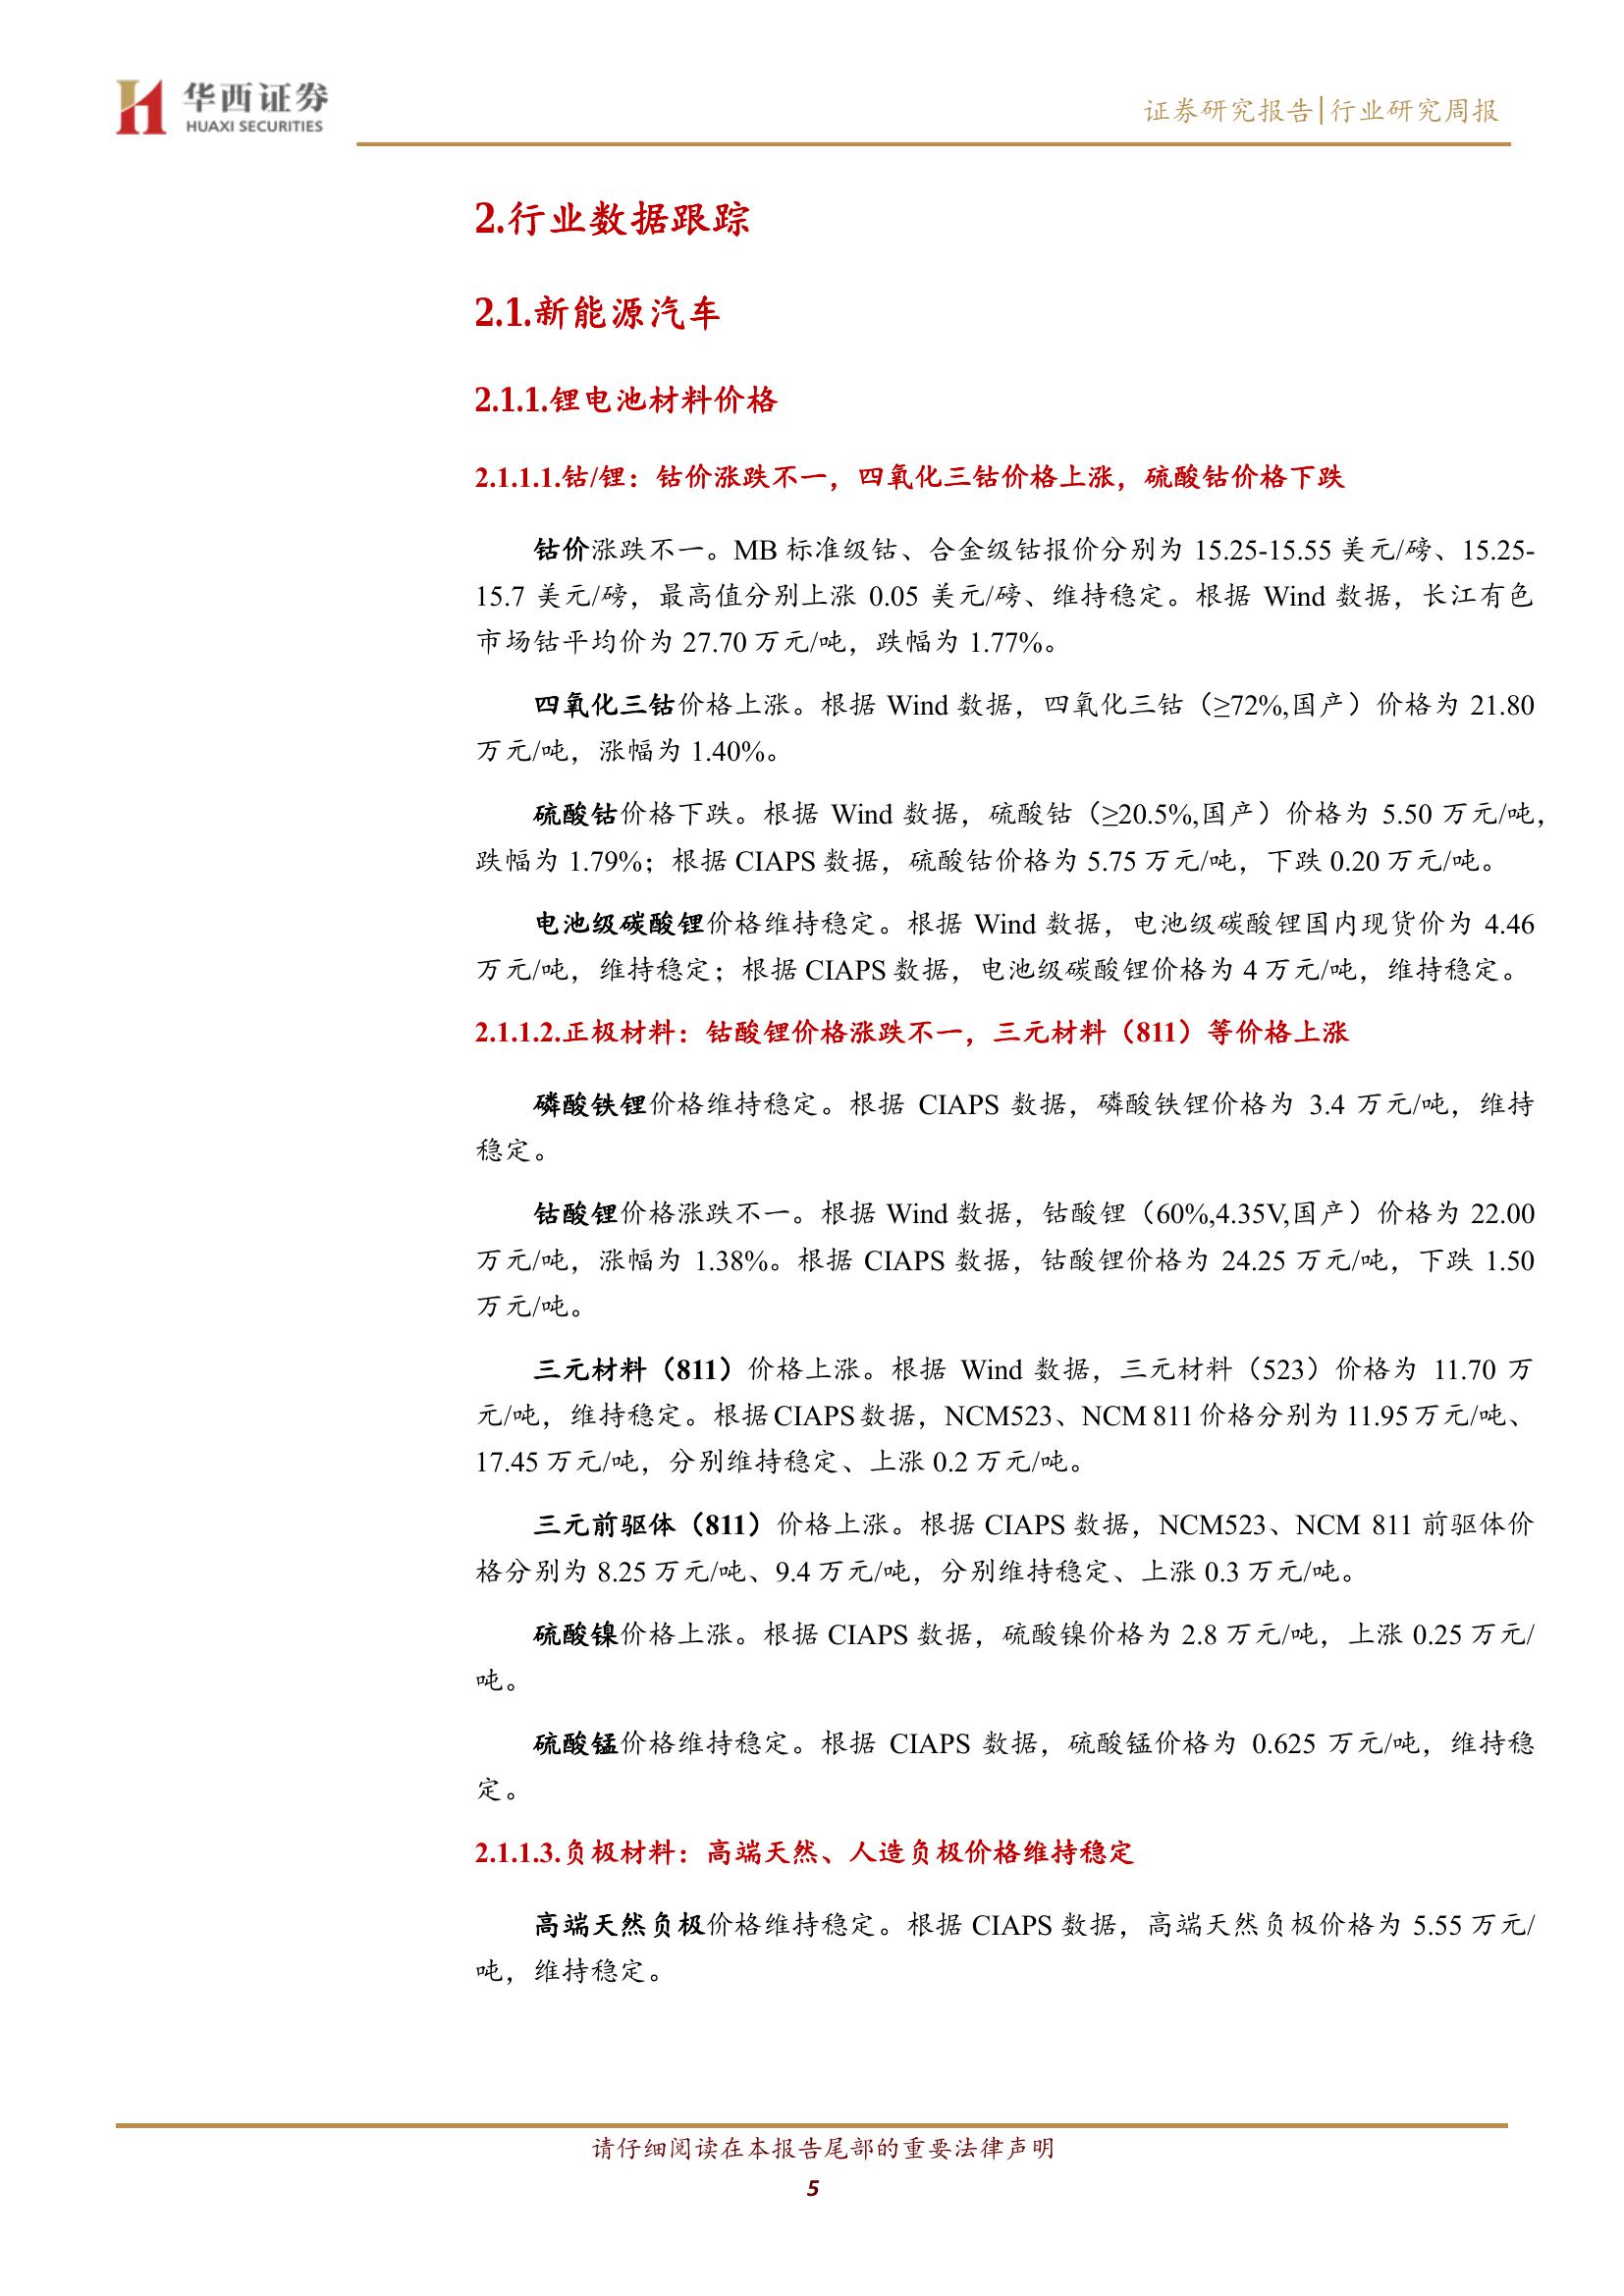 华西证券
HUAXI SECURITIES
证券研究报告|行业研究周报
2.行业数据跟踪
2.1.新能源汽车
2.1.1.锂电池材料价格
2.1.1.1.钴/锂：钴价涨跌不一，四氧化三钴价格上涨，硫酸钴价格下跌
钴价涨跌不一。MB 标准级钴、合金级钴报价分别为 15.25-15.55 美元/磅、15.25-
15.7 美元/磅，最高值分别上涨 0.05 美元/磅、维持稳定。根据 Wind 数据，长江有色
市场钴平均价为 27.70 万元/吨，跌幅为 1.77%。
四氧化三钴价格上涨。根据 Wind 数据，四氧化三钴（≥72%,国产）价格为 21.80
万元/吨，涨幅为 1.40%。
硫酸钴价格下跌。根据 Wind 数据，硫酸钴（≥20.5%,国产）价格为 5.50 万元/吨，
跌幅为 1.79%；根据 CIAPS 数据，硫酸钴价格为 5.75 万元/吨，下跌 0.20 万元/吨。
电池级碳酸锂价格维持稳定。根据 Wind 数据，电池级碳酸锂国内现货价为 4.46
万元/吨，维持稳定；根据 CIAPS 数据，电池级碳酸锂价格为 4 万元/吨，维持稳定。
2.1.1.2.正极材料：钴酸锂价格涨跌不一，三元材料（811）等价格上涨
磷酸铁锂价格维持稳定。根据 CIAPS 数据，磷酸铁锂价格为 3.4 万元/吨，维持
稳定。
钴酸锂价格涨跌不一。根据 Wind 数据，钴酸锂（60%,4.35V,国产）价格为 22.00
万元/吨，涨幅为 1.38%。根据 CIAPS 数据，钴酸锂价格为 24.25 万元/吨，下跌 1.50
万元/吨。
三元材料（811）价格上涨。根据 Wind 数据，三元材料（523）价格为 11.70 万
元/吨，维持稳定。根据 CIAPS 数据，NCM523、NCM 811 价格分别为 11.95 万元/吨、
17.45 万元/吨，分别维持稳定、上涨 0.2 万元/吨。
三元前驱体（811）价格上涨。根据 CIAPS 数据，NCM523、NCM 811 前驱体价
格分别为 8.25 万元/吨、9.4 万元/吨，分别维持稳定、上涨 0.3 万元/吨。
硫酸镍价格上涨。根据 CIAPS 数据，硫酸镍价格为 2.8 万元/吨，上涨 0.25 万元/
吨。
硫酸锰价格维持稳定。根据 CIAPS 数据，硫酸锰价格为 0.625 万元/吨，维持稳
定。
2.1.1.3.负极材料：高端天然、人造负极价格维持稳定
高端天然负极价格维持稳定。根据 CIAPS 数据，高端天然负极价格为 5.55 万元/
吨，维持稳定。
请仔细阅读在本报告尾部的重要法律声明
5